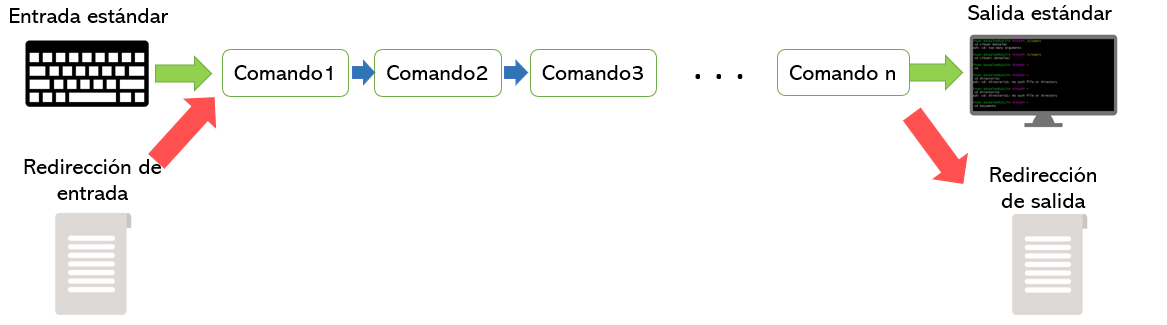 Entrada estándar
Salida estándar
Comando1
Comando2
Comando3
. . .
Comando n
Redirección de
entrada
Redirección
de salida